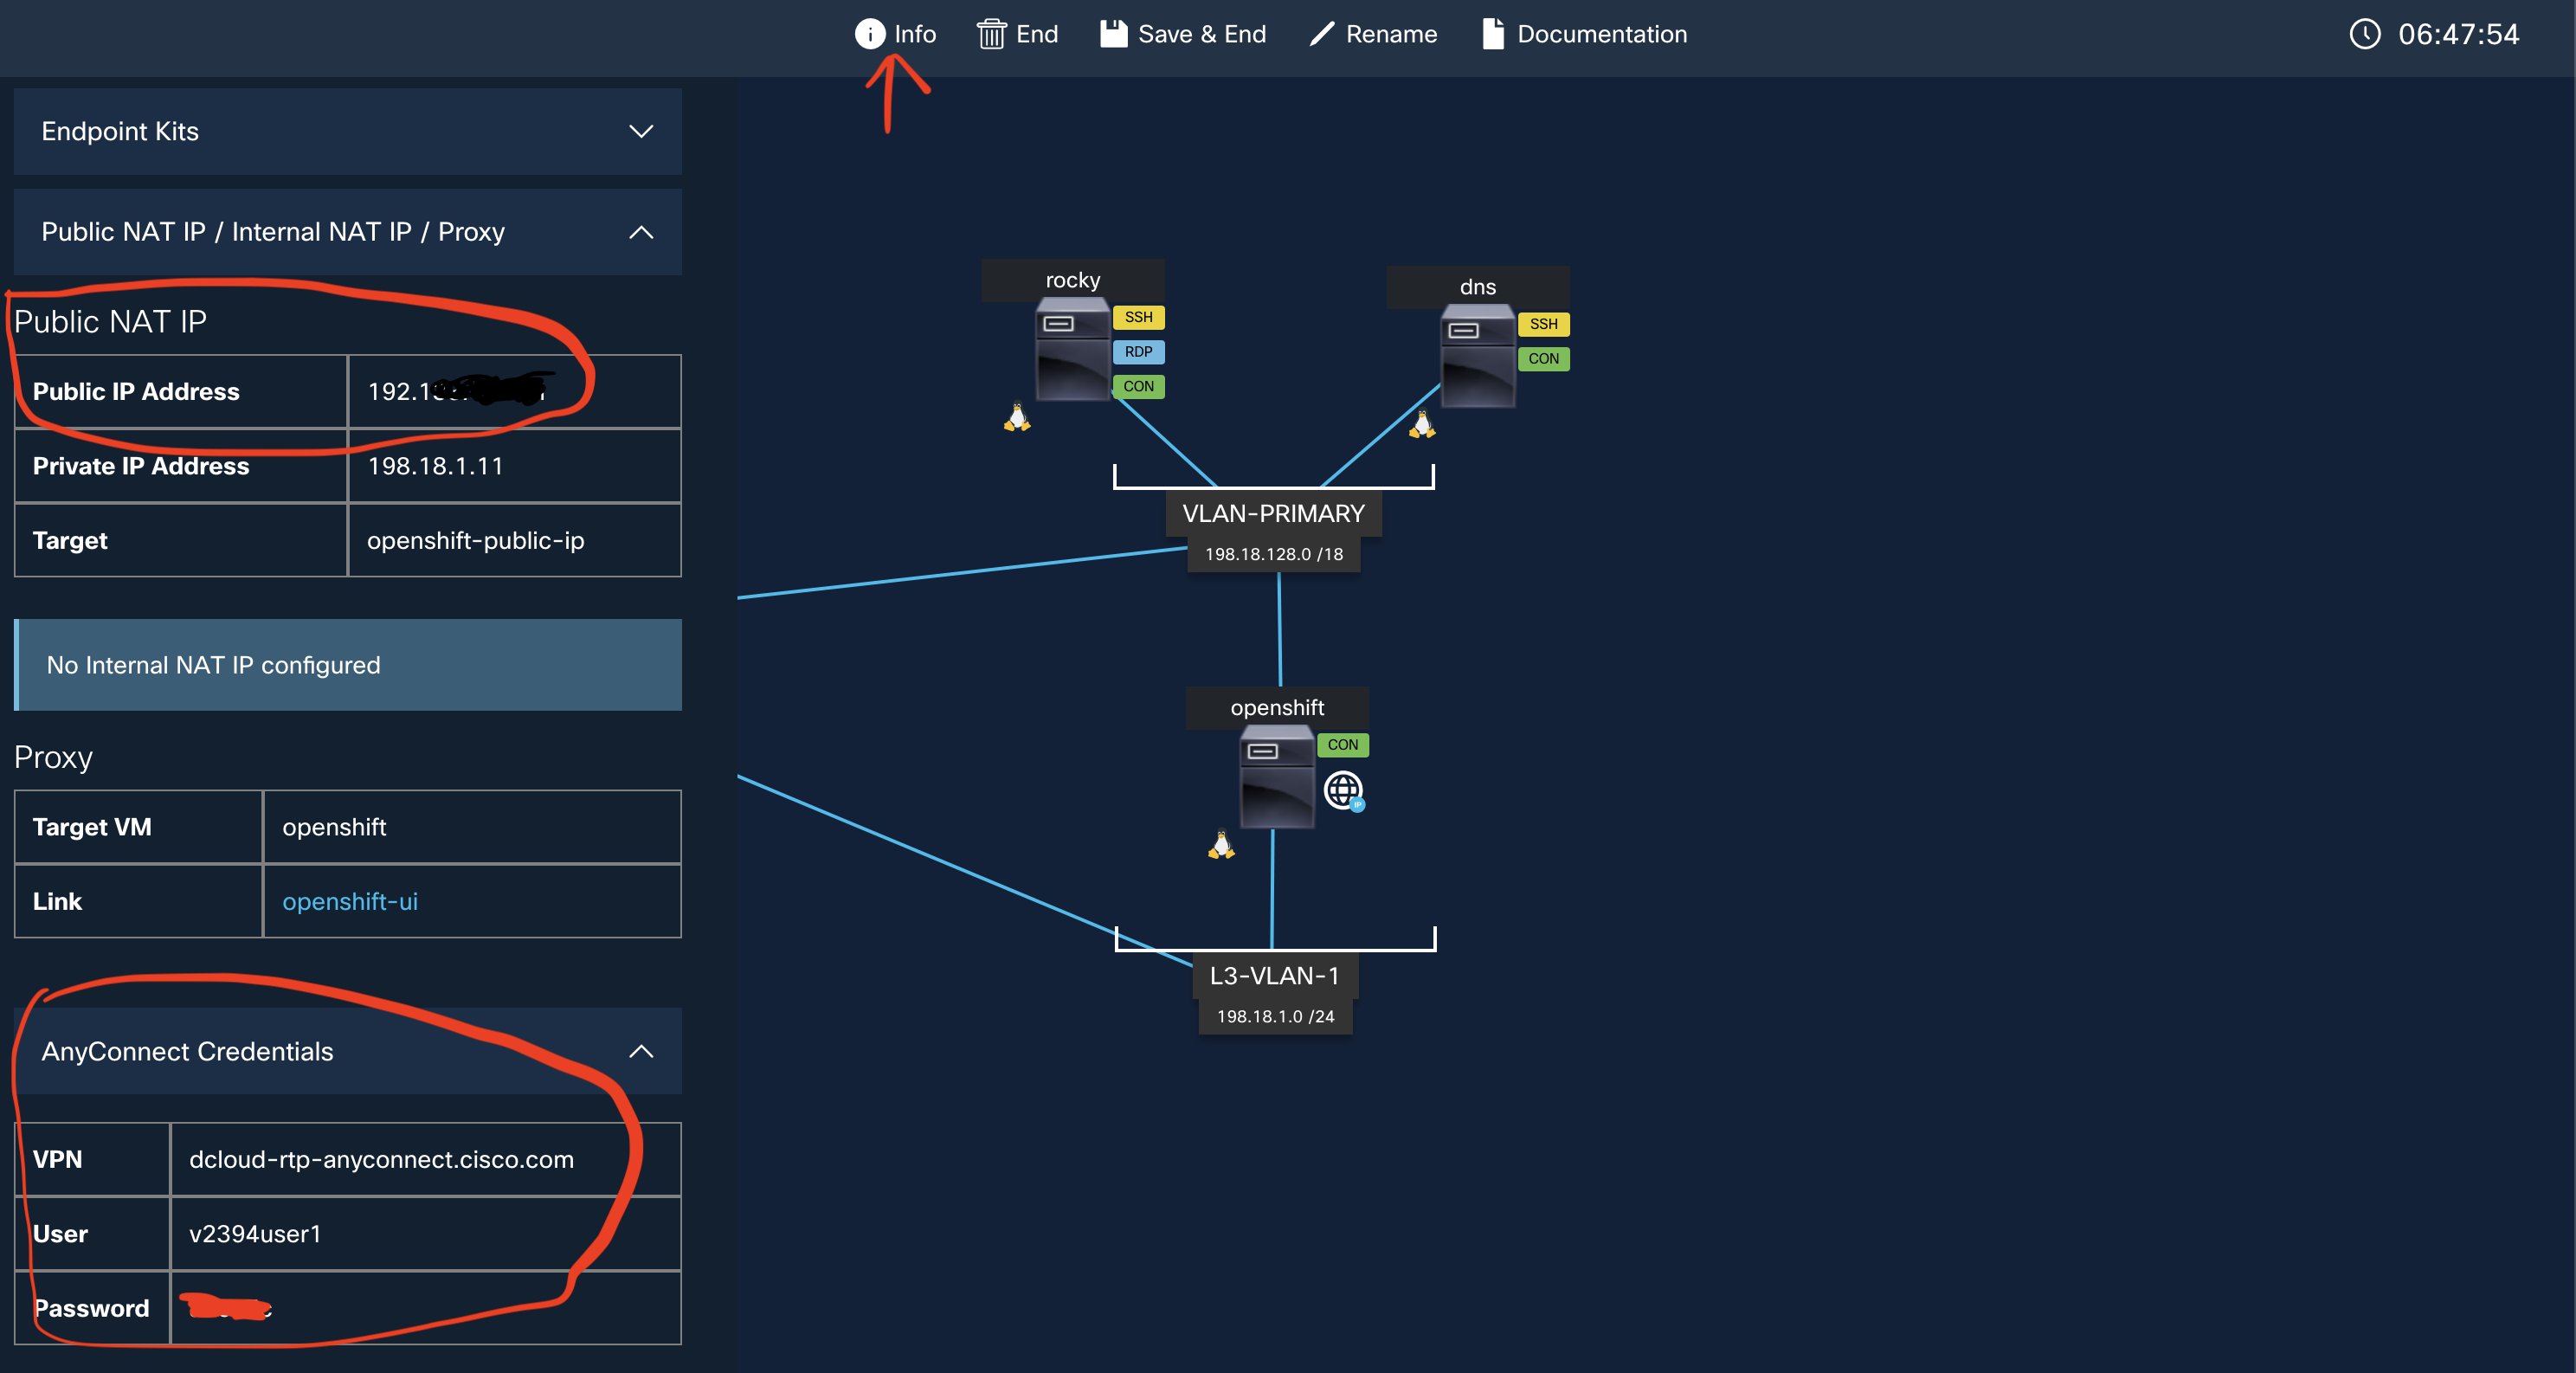 Info End Save & End Rename Documentation 06:47:54
Endpoint Kits
Public NAT IP / Internal NAT IP / Proxy
Public NAT IP
Public IP Address 192.1
Private IP Address 198.18.1.11
Target openshift-public-ip
No Internal NAT IP configured
Proxy
Target VM openshift
Link openshift-ui
AnyConnect Credentials
VPN dcloud-rtp-anyconnect.cisco.com
User v2394user1
Password
rocky
SSH
RDP
CON
dns
SSH
CON
VLAN-PRIMARY
198.18.128.0 /18
openshift
CON
IP
L3-VLAN-1
198.18.1.0 /24